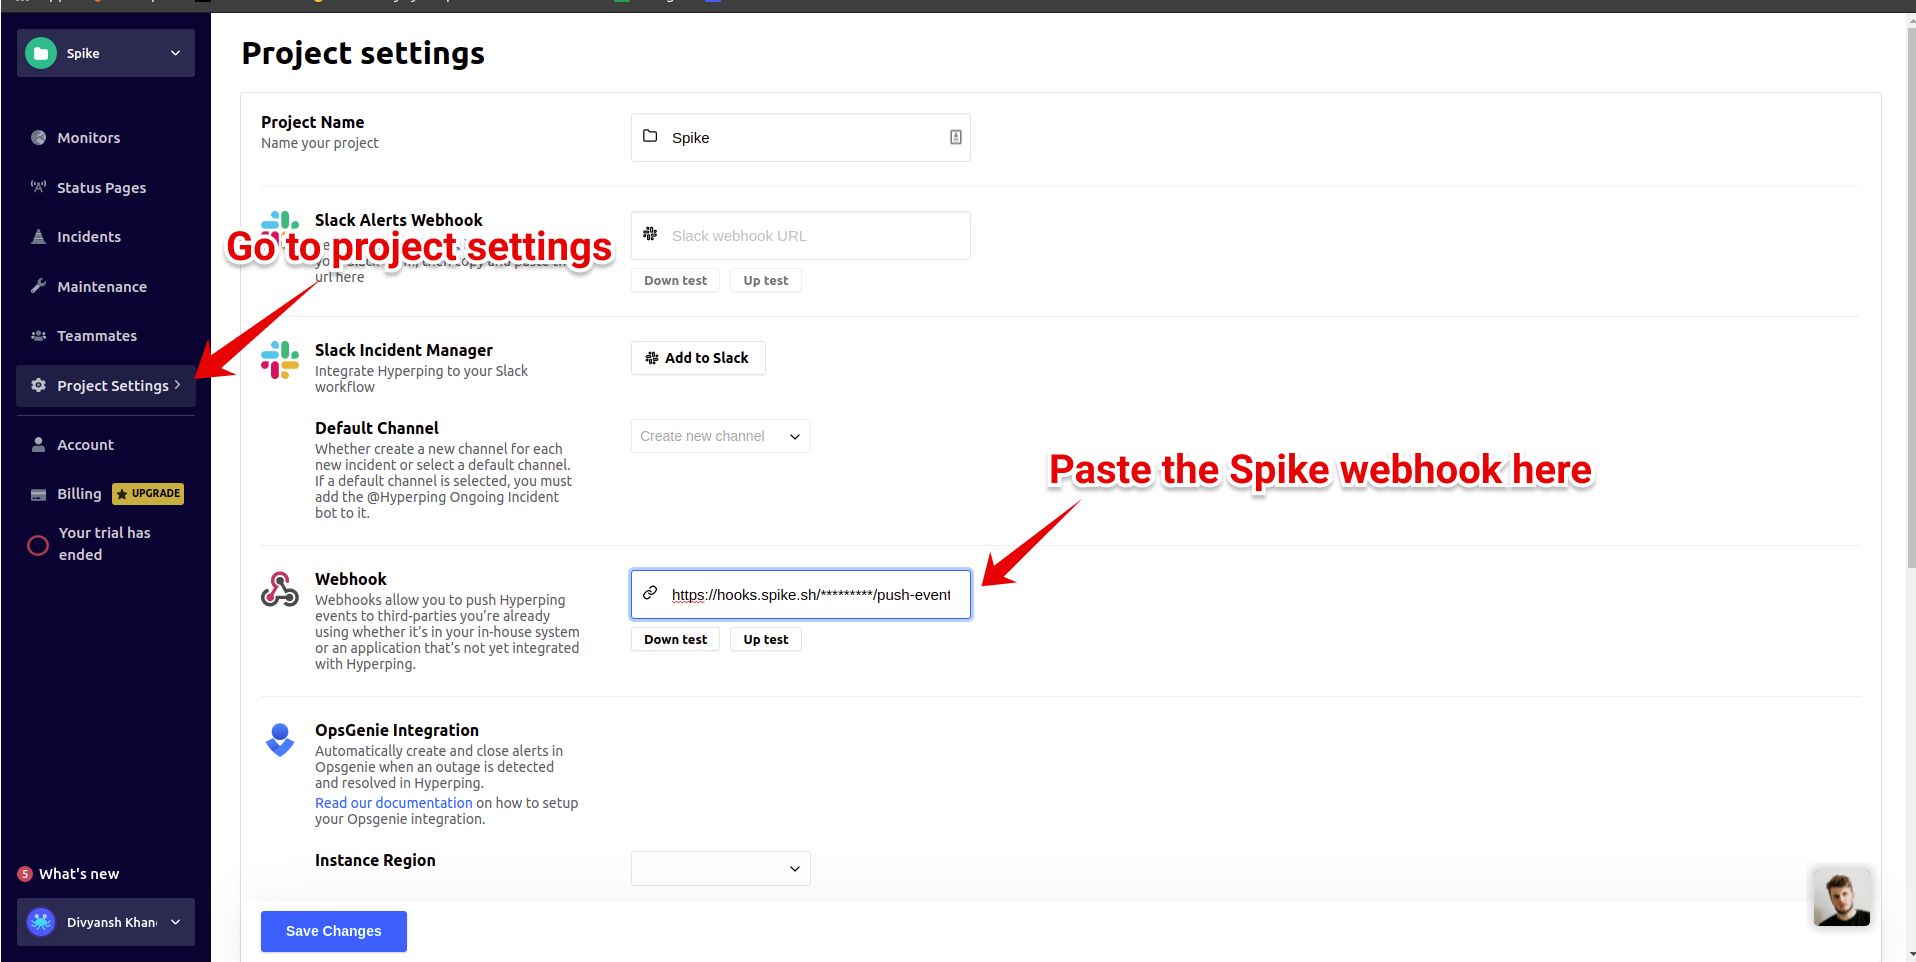 Spike
Monitors
Status Pages
Incidents
Maintenance
Teammates
Project Settings
Account
Billing
UPGRADE
Your trial has
ended
5 What's new
Divyansh Khan
Project settings
Project Name
Name your project
Spike
Slack Alerts Webhook
url here
Slack webhook URL
Down test
Up test
Go to project settings
Slack Incident Manager
Integrate Hyperping to your Slack
workflow
Add to Slack
Default Channel
Whether create a new channel for each
new incident or select a default channel.
If a default channel is selected, you must
add the @Hyperping Ongoing Incident
bot to it.
Create new channel
Paste the Spike webhook here
Webhook
Webhooks allow you to push Hyperping
events to third-parties you’re already
using whether it’s in your in-house system
or an application that’s not yet integrated
with Hyperping.
https://hooks.spike.sh/*********/push-event
Down test
Up test
OpsGenie Integration
Automatically create and close alerts in
Opsgenie when an outage is detected
and resolved in Hyperping.
Read our documentation on how to setup
your Opsgenie integration.
Instance Region
Save Changes